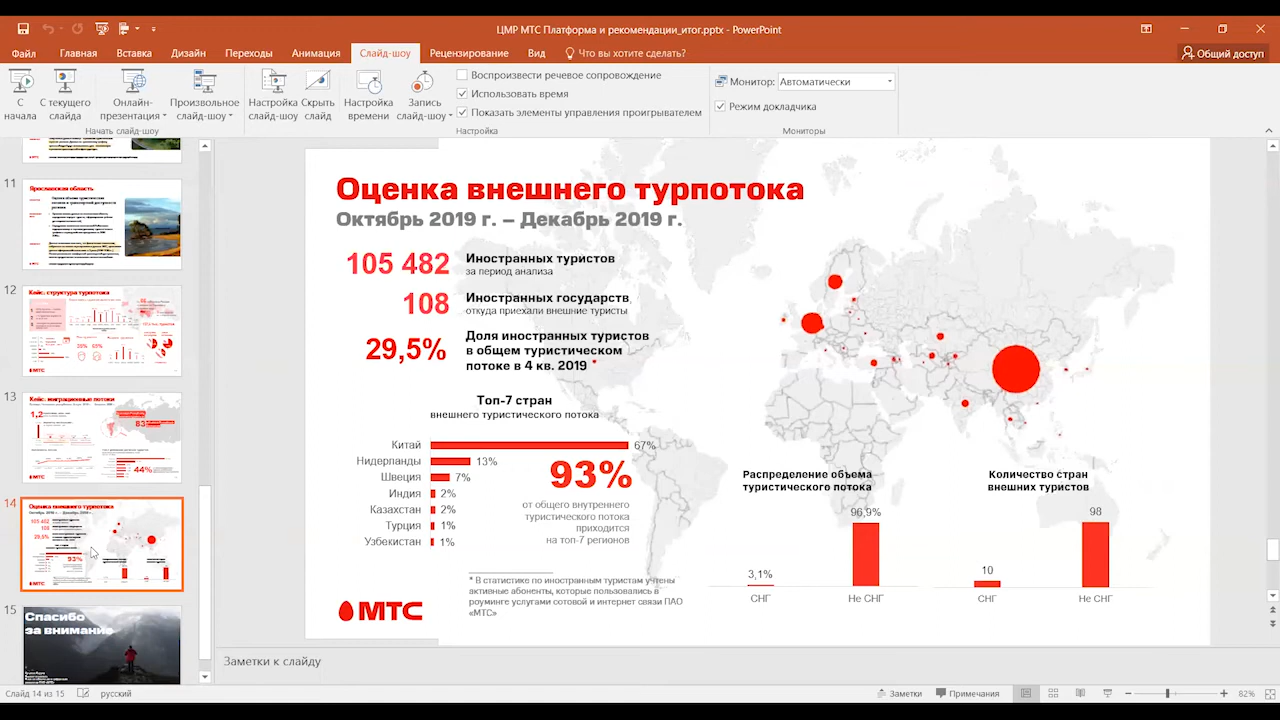 ЦМР МТС Платформа и рекомендации_итог.pptx - PowerPoint
Файл Главная Вставка Дизайн Переходы Анимация Слайд-шоу Рецензирование Вид Что вы хотите сделать? Общий доступ
С начала
С текущего слайда
Онлайн-презентация
Произвольное слайд-шоу
Настройка слайд-шоу
Скрыть слайд
Настройка времени
Запись слайд-шоу
Воспроизвести речевое сопровождение
Использовать время
Показать элементы управления проигрывателем
Монитор: Автоматически
Режим докладчика
Начать слайд-шоу
Настройка
Мониторы
11
Ярославская область
12
Кейс. структура турпотока
13
Кейс. миграционные потоки
44%
14
Оценка внешнего турпотока
105 482
108
29,5%
93%
МТС
15
Спасибо
за внимание
Оценка внешнего турпотока
Октябрь 2019 г. – Декабрь 2019 г.
105 482 Иностранных туристов
за период анализа
108 Иностранных государств,
откуда приехали внешние туристы
29,5% Доля иностранных туристов
в общем туристическом
потоке в 4 кв. 2019 *
Топ-7 стран
внешнего туристического потока
Китай 67%
Нидерланды 13%
Швеция 7%
Индия 2%
Казахстан 2%
Турция 1%
Узбекистан 1%
93%
от общего внутреннего
туристического потока
приходится
на топ-7 регионов
* В статистике по иностранным туристам учтены
активные абоненты, которые пользовались в
роуминге услугами сотовой и интернет связи ПАО
«МТС»
МТС
Распределение объема
туристического потока
3,1% 96,9%
СНГ Не СНГ
Количество стран
внешних туристов
10 98
СНГ Не СНГ
Заметки к слайду
Слайд 14 из 15 русский Заметки Примечания 82%